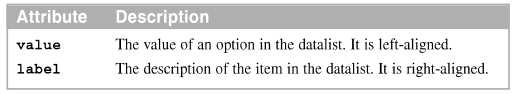 Attribute Description
value The value of an option in the datalist. It is left-aligned.
label The description of the item in the datalist. It is right-aligned.